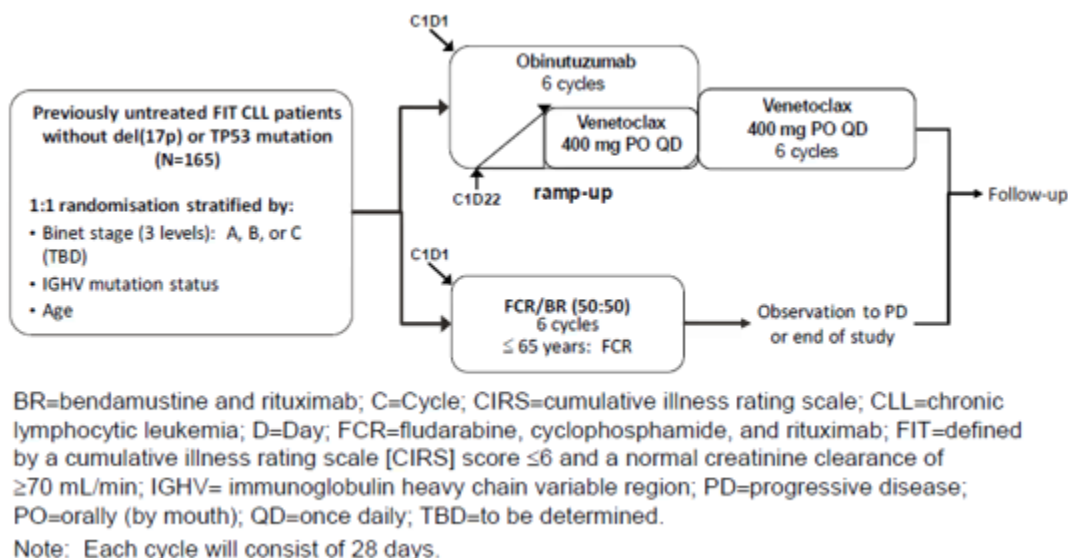 C1D1
Obinutuzumab
6 cycles
Previously untreated FIT CLL patients
without del(17p) or TP53 mutation
(N=165)
1:1 randomisation stratified by:
• Binet stage (3 levels): A, B, or C
(TBD)
• IGHV mutation status
• Age
Venetoclax
400 mg PO QD
Venetoclax
400 mg PO QD
6 cycles
C1D22
ramp-up
Follow-up
C1D1
FCR/BR (50:50)
6 cycles
≤ 65 years: FCR
Observation to PD
or end of study
BR=bendamustine and rituximab; C=Cycle; CIRS=cumulative illness rating scale; CLL=chronic
lymphocytic leukemia; D=Day; FCR=fludarabine, cyclophosphamide, and rituximab; FIT=defined
by a cumulative illness rating scale [CIRS] score ≤6 and a normal creatinine clearance of
≥70 mL/min; IGHV= immunoglobulin heavy chain variable region; PD=progressive disease;
PO=orally (by mouth); QD=once daily; TBD=to be determined.
Note: Each cycle will consist of 28 days.